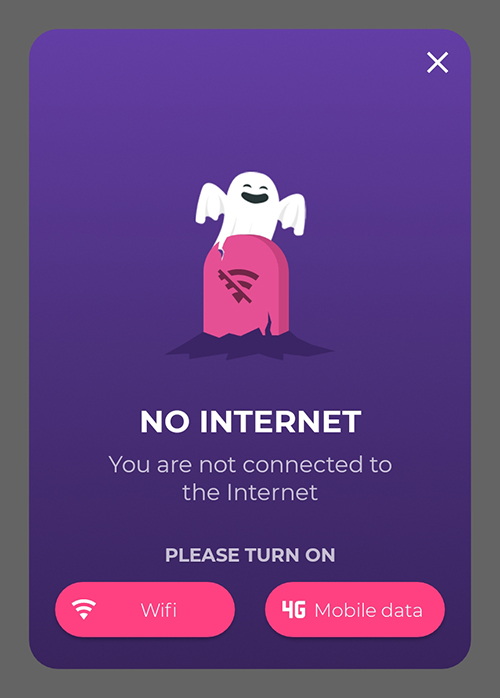 NO INTERNET
You are not connected to
the Internet
PLEASE TURN ON
Wifi
4G Mobile data